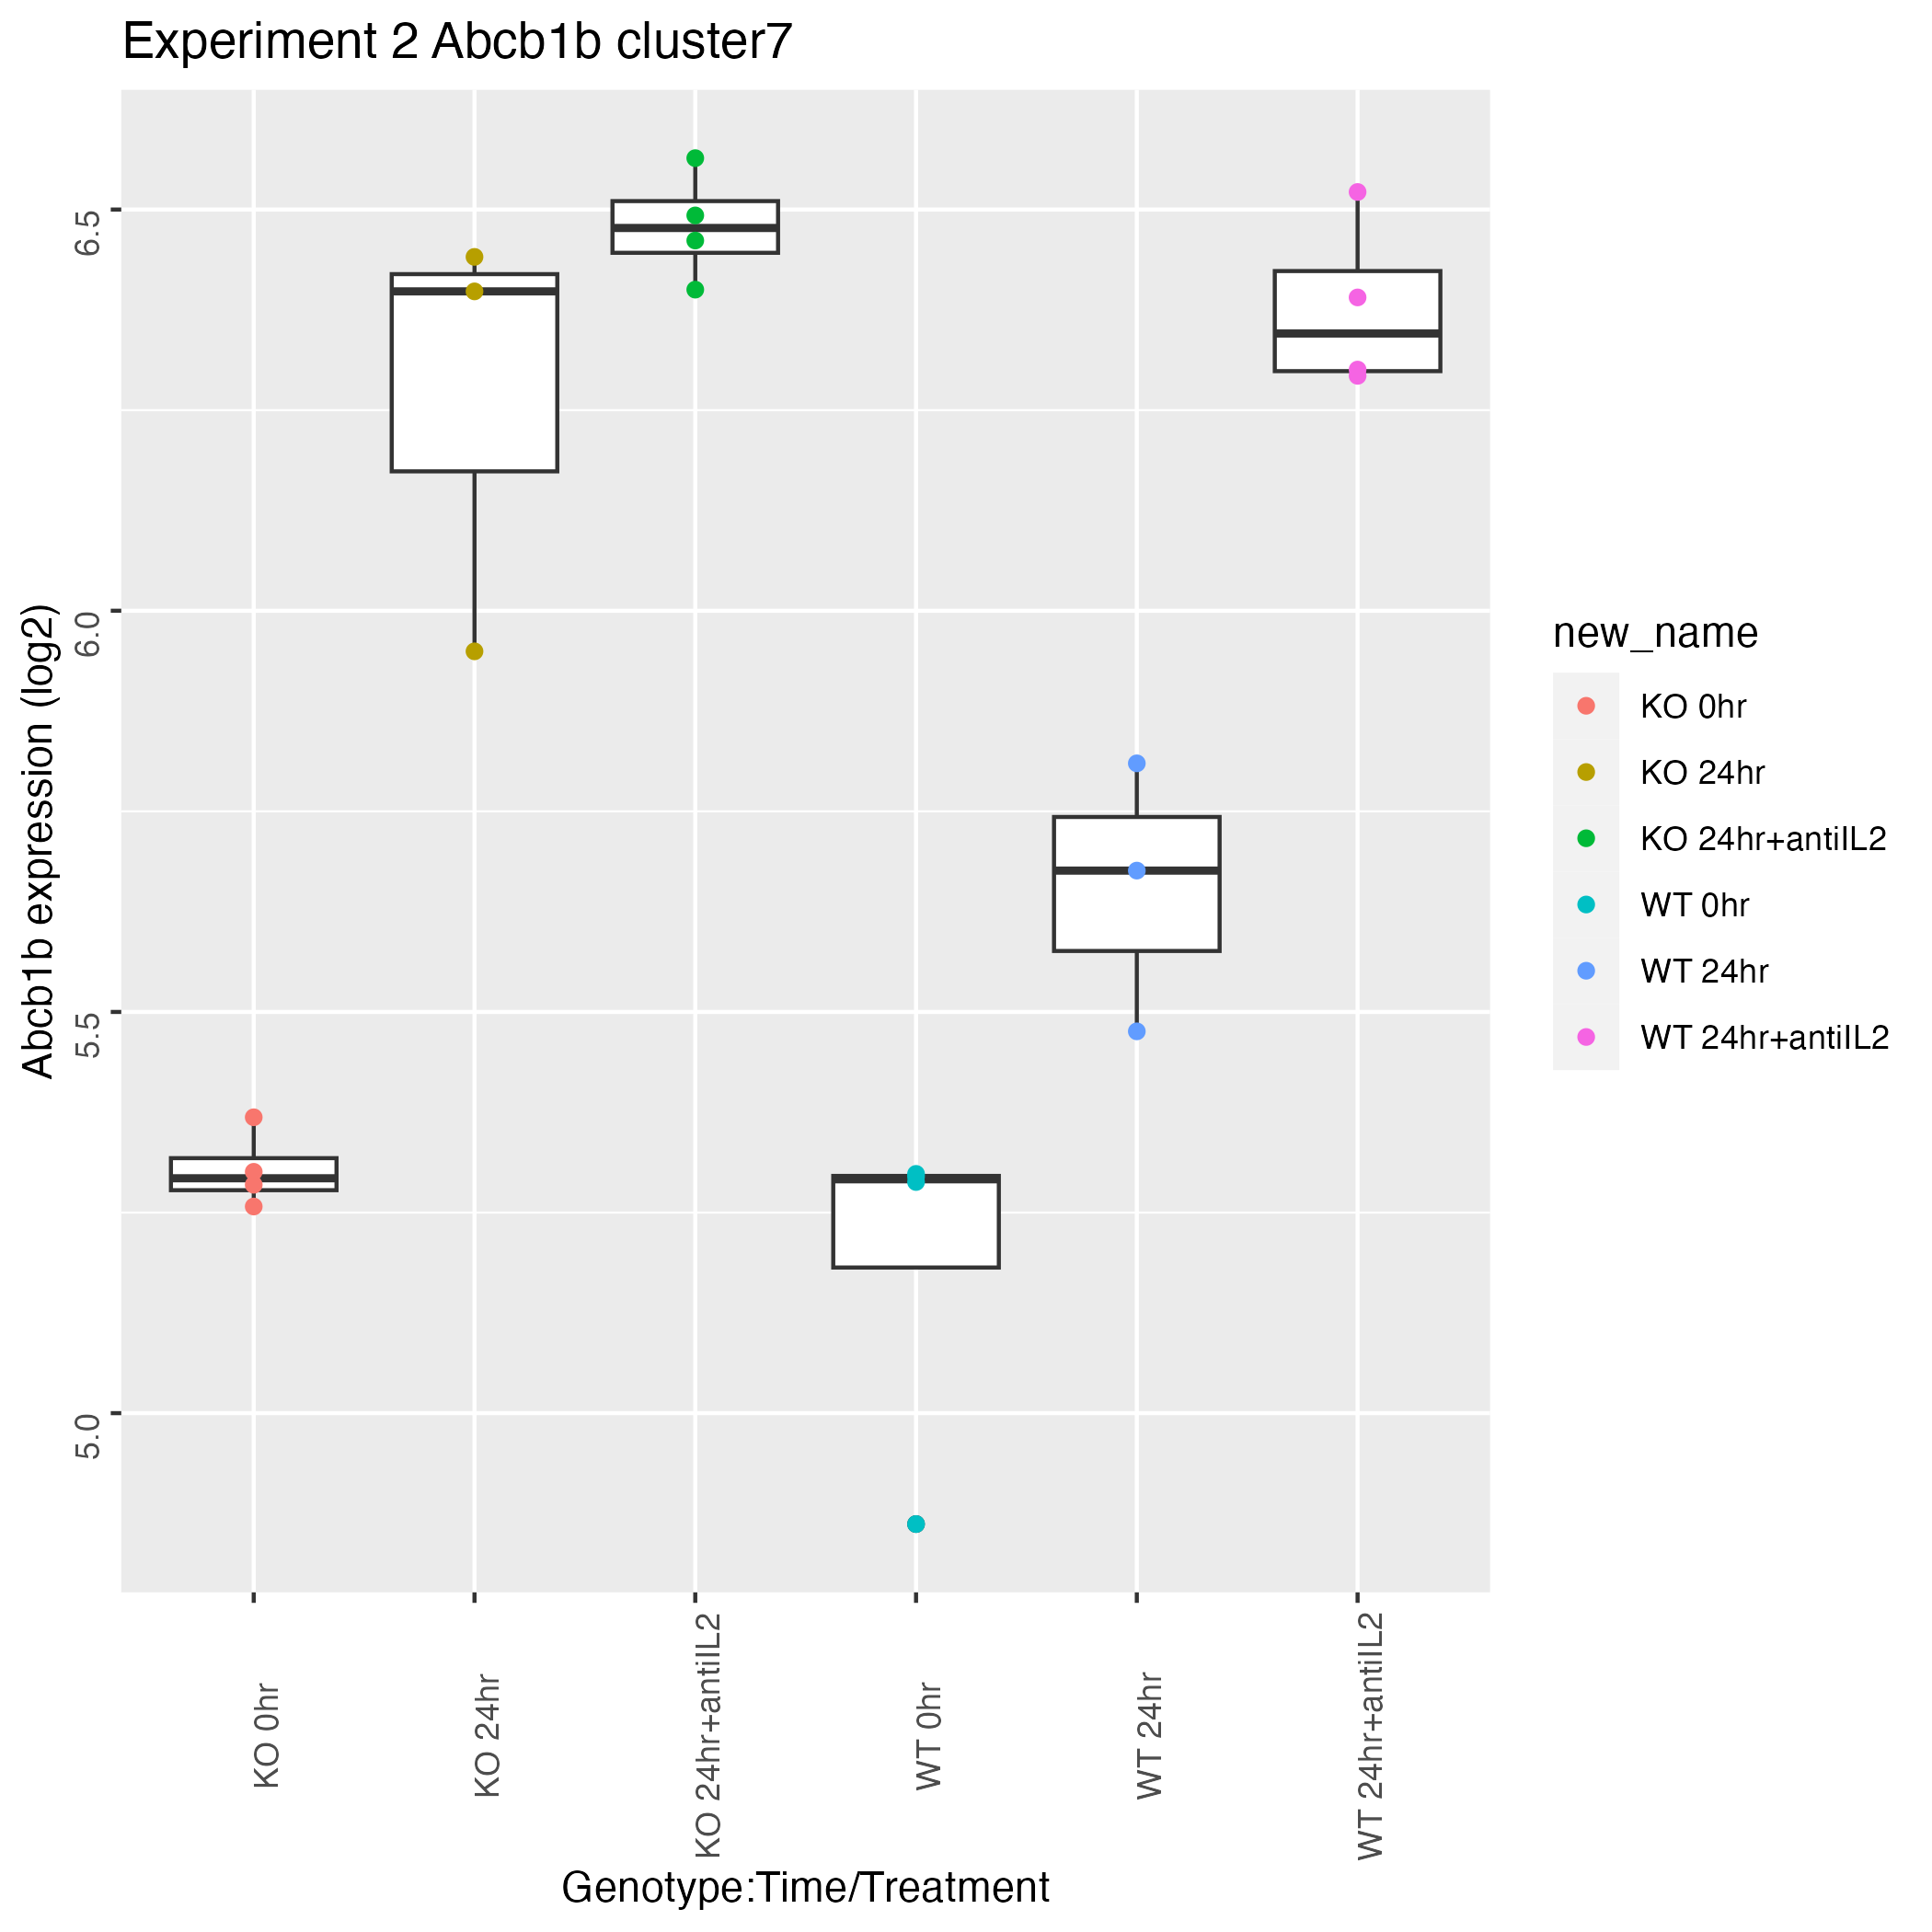 Experiment 2 Abcb1b cluster7
Abcb1b expression (log2)
6.5
6.0
5.5
5.0
KO 0hr
KO 24hr
KO 24hr+antiIL2
WT 0hr
WT 24hr
WT 24hr+antiIL2
Genotype:Time/Treatment
new_name
KO 0hr
KO 24hr
KO 24hr+antiIL2
WT 0hr
WT 24hr
WT 24hr+antiIL2